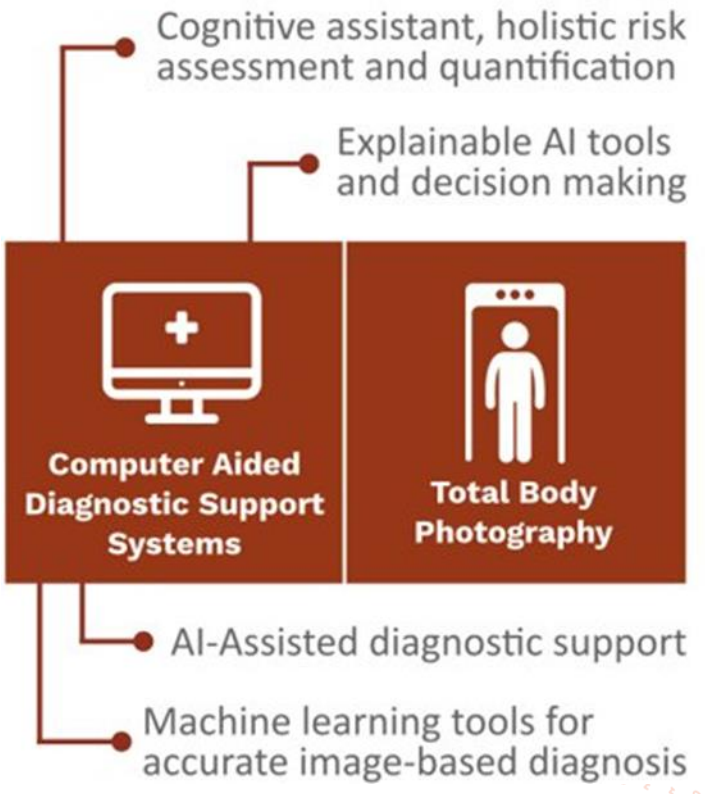 Cognitive assistant, holistic risk
assessment and quantification
Explainable AI tools
and decision making
Computer Aided
Diagnostic Support
Systems
Total Body
Photography
AI-Assisted diagnostic support
Machine learning tools for
accurate image-based diagnosis